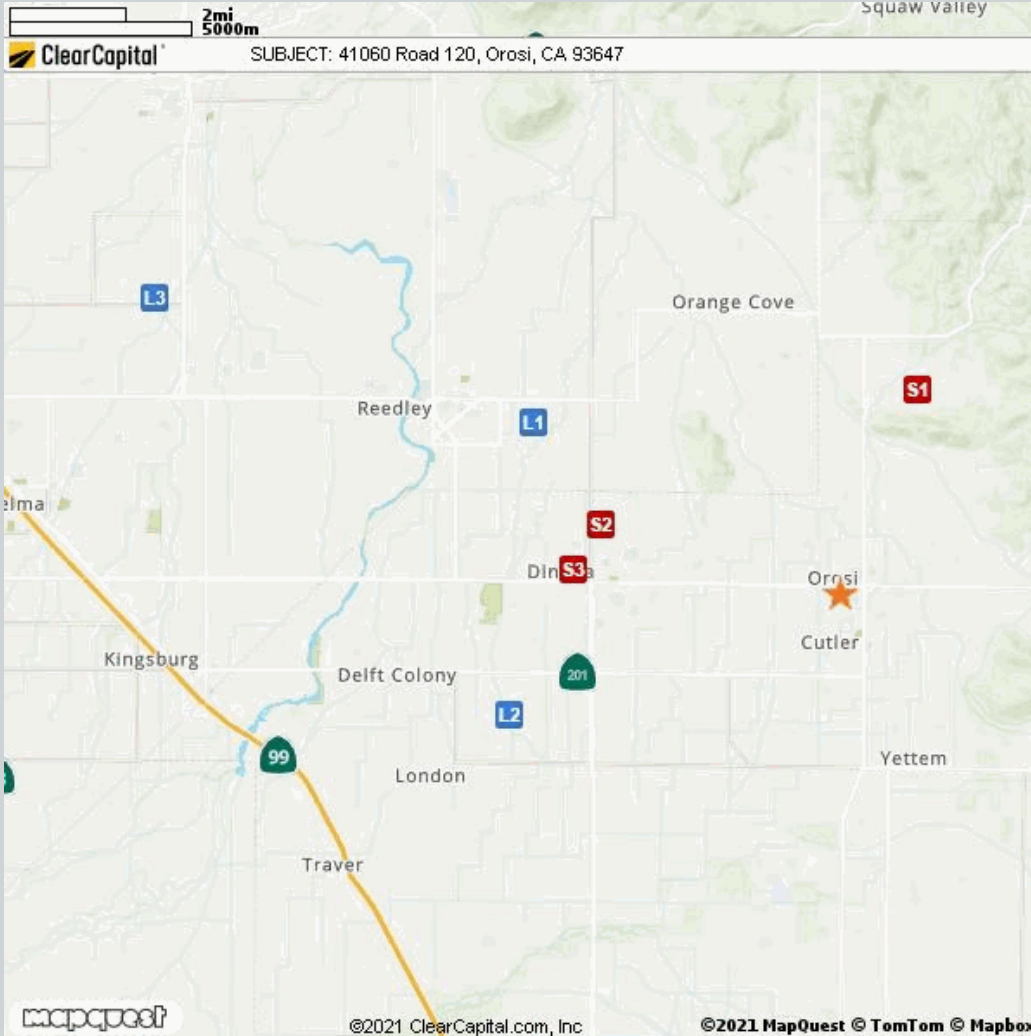 2mi
5000m
Squaw Valley
ClearCapital
SUBJECT: 41060 Road 120, Orosi, CA 93647
L3
Orange Cove
S1
Reedley
L1
elma
S2
S3
Orosi
Cutler
Kingsburg
Delft Colony
201
L2
99
Yettem
London
Traver
mapquest
©2021 ClearCapital.com, Inc
©2021 MapQuest © TomTom © Mapbox